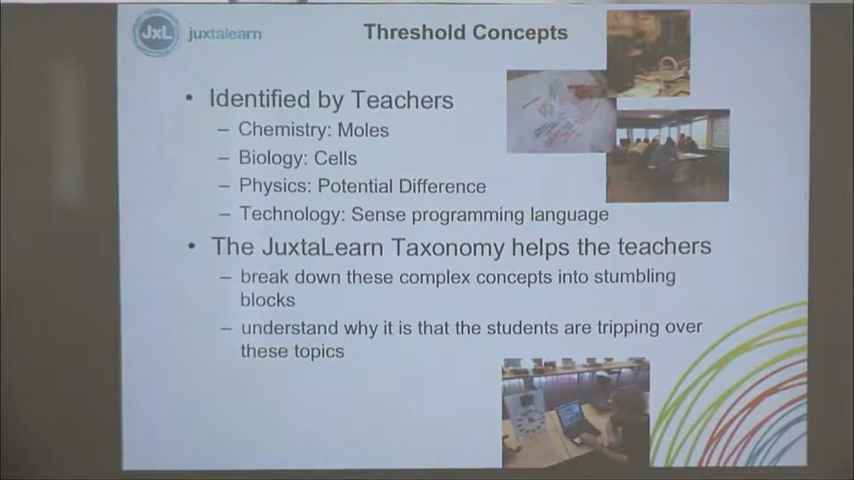 JxL juxtalearn
Threshold Concepts
• Identified by Teachers
– Chemistry: Moles
– Biology: Cells
– Physics: Potential Difference
– Technology: Sense programming language
• The JuxtaLearn Taxonomy helps the teachers
– break down these complex concepts into stumbling
blocks
– understand why it is that the students are tripping over
these topics